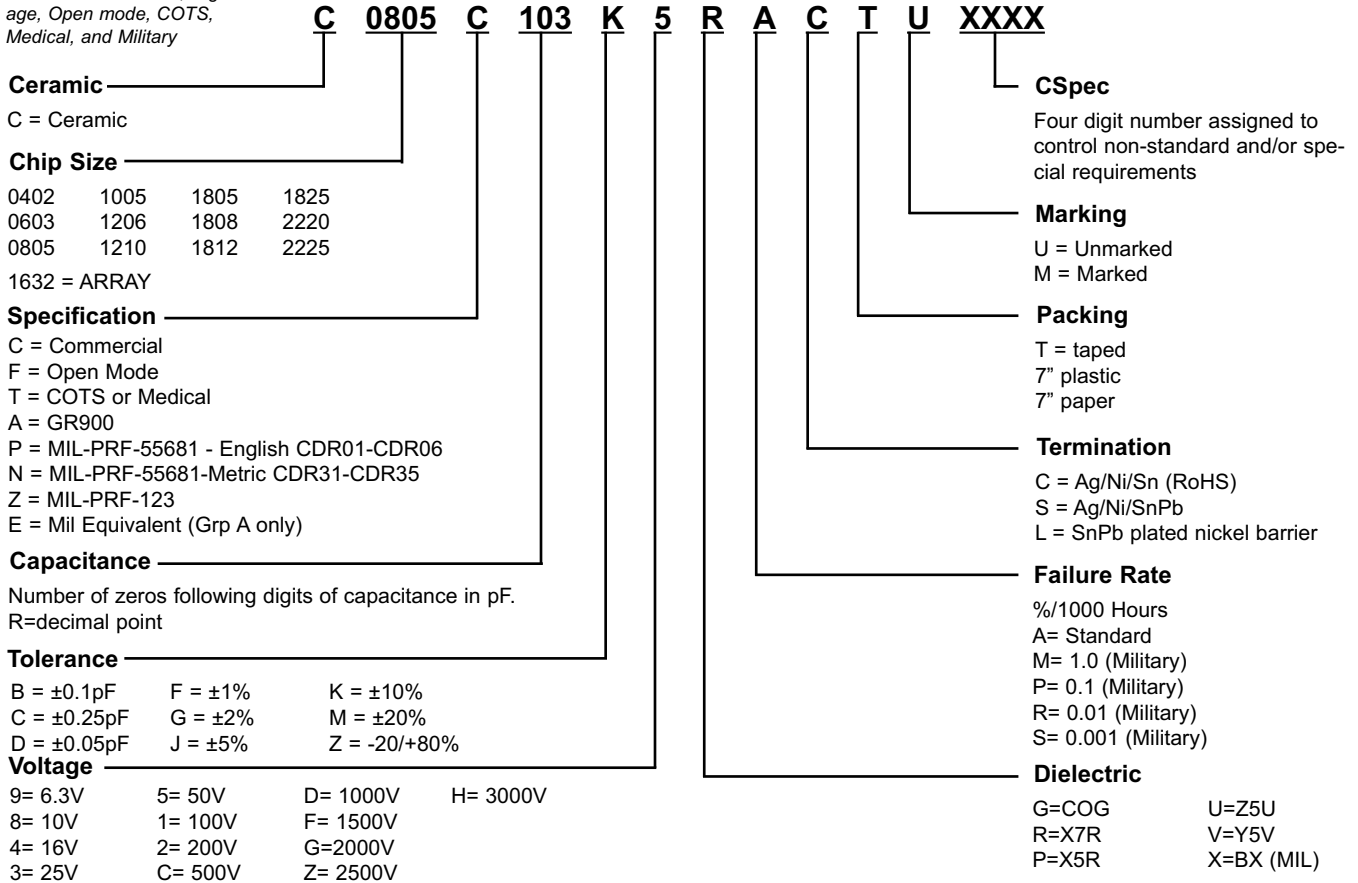 age, Open mode, COTS,
Medical, and Military
C 0805 C 103 K 5 R A C T U XXXX
Ceramic
C = Ceramic
Chip Size
0402 1005 1805 1825
0603 1206 1808 2220
0805 1210 1812 2225
1632 = ARRAY
Specification
C = Commercial
F = Open Mode
T = COTS or Medical
A = GR900
P = MIL-PRF-55681 - English CDR01-CDR06
N = MIL-PRF-55681-Metric CDR31-CDR35
Z = MIL-PRF-123
E = Mil Equivalent (Grp A only)
Capacitance
Number of zeros following digits of capacitance in pF.
R=decimal point
Tolerance
B = ±0.1pF F = ±1% K = ±10%
C = ±0.25pF G = ±2% M = ±20%
D = ±0.05pF J = ±5% Z = -20/+80%
Voltage
9= 6.3V 5= 50V D= 1000V H= 3000V
8= 10V 1= 100V F= 1500V
4= 16V 2= 200V G=2000V
3= 25V C= 500V Z= 2500V
CSpec
Four digit number assigned to
control non-standard and/or spe-
cial requirements
Marking
U = Unmarked
M = Marked
Packing
T = taped
7” plastic
7” paper
Termination
C = Ag/Ni/Sn (RoHS)
S = Ag/Ni/SnPb
L = SnPb plated nickel barrier
Failure Rate
%/1000 Hours
A= Standard
M= 1.0 (Military)
P= 0.1 (Military)
R= 0.01 (Military)
S= 0.001 (Military)
Dielectric
G=COG U=Z5U
R=X7R V=Y5V
P=X5R X=BX (MIL)